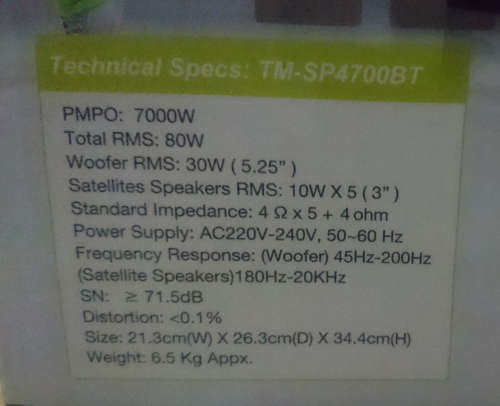 Technical Specs: TM-SP4700BT
PMPO: 7000W
Total RMS: 80W
Woofer RMS: 30W ( 5.25" )
Satellites Speakers RMS: 10W X 5 ( 3" )
Standard Impedance: 4 Ω x 5 + 4 ohm
Power Supply: AC220V-240V, 50~60 Hz
Frequency Response: (Woofer) 45Hz-200Hz
(Satellite Speakers)180Hz-20KHz
SN: ≥ 71.5dB
Distortion: <0.1%
Size: 21.3cm(W) X 26.3cm(D) X 34.4cm(H)
Weight: 6.5 Kg Appx.